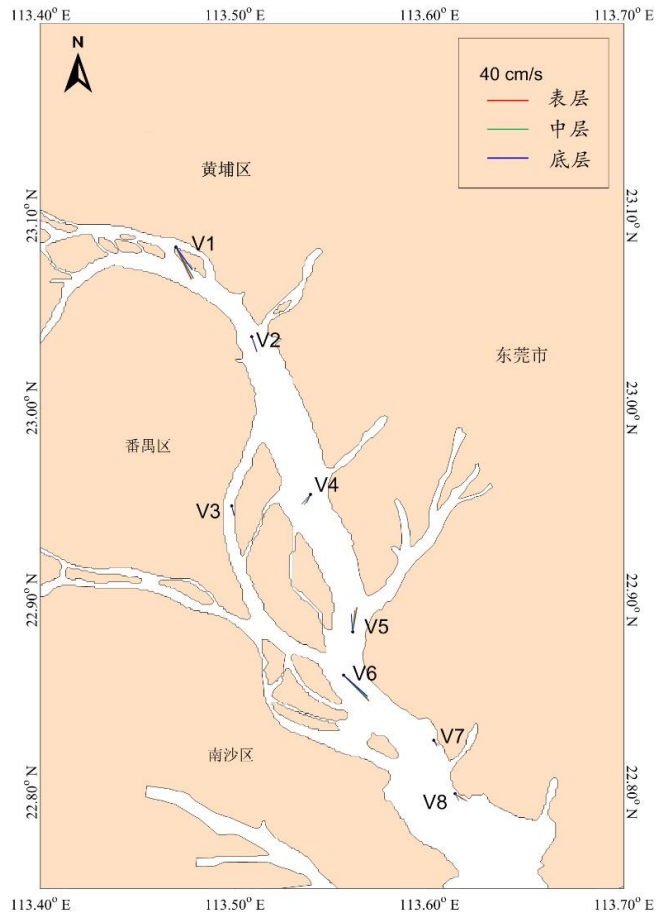 113.40° E 113.50° E 113.60° E 113.70° E
N
40 cm/s
表层
中层
底层
黄埔区
23.10° N
23.10° N
V1
V2
东莞市
23.00° N
23.00° N
番禺区
V4
V3
22.90° N
22.90° N
V5
V6
V7
南沙区
22.80° N
22.80° N
V8
113.40° E 113.50° E 113.60° E 113.70° E